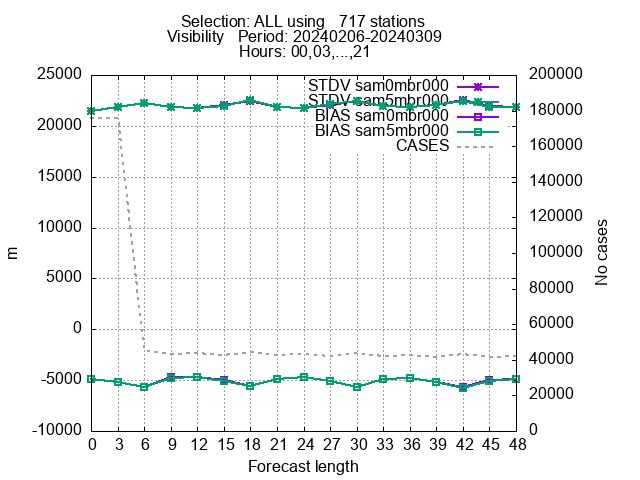 Selection: ALL using   717 stations
Visibility   Period: 20240206-20240309
Hours: 00,03,...,21
STDV sam0mbr000
STDV sam5mbr000
BIAS sam0mbr000
BIAS sam5mbr000
CASES
25000
20000
15000
10000
5000
0
-5000
-10000
m
200000
180000
160000
140000
120000
100000
80000
60000
40000
20000
0
No cases
0 3 6 9 12 15 18 21 24 27 30 33 36 39 42 45 48
Forecast length